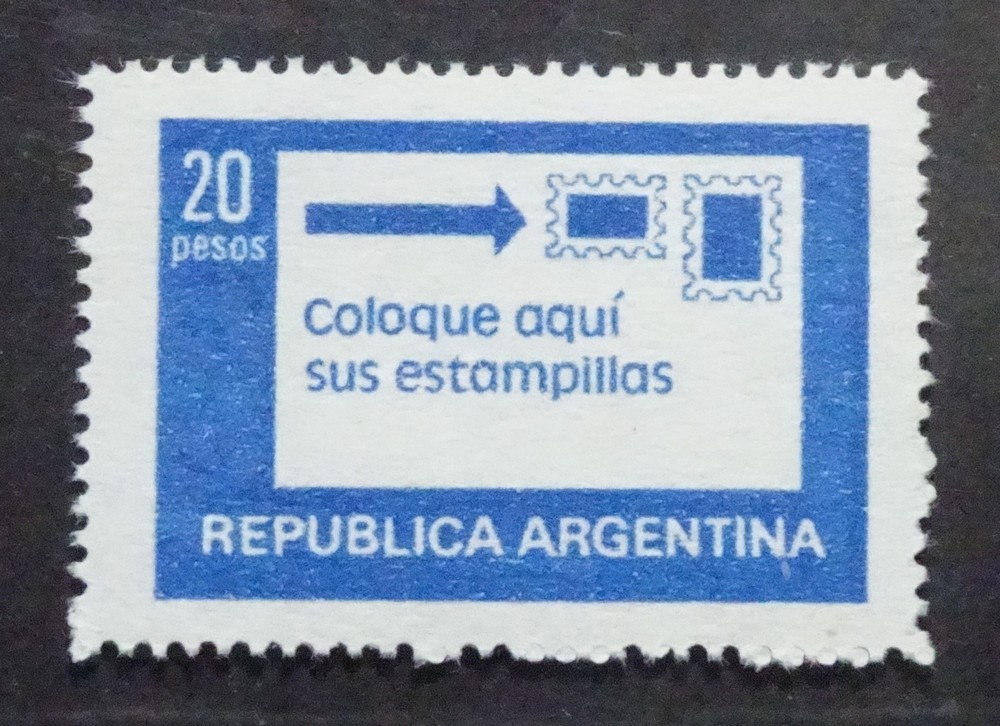 20
pesos
Coloque aquí
sus estampillas
REPUBLICA ARGENTINA